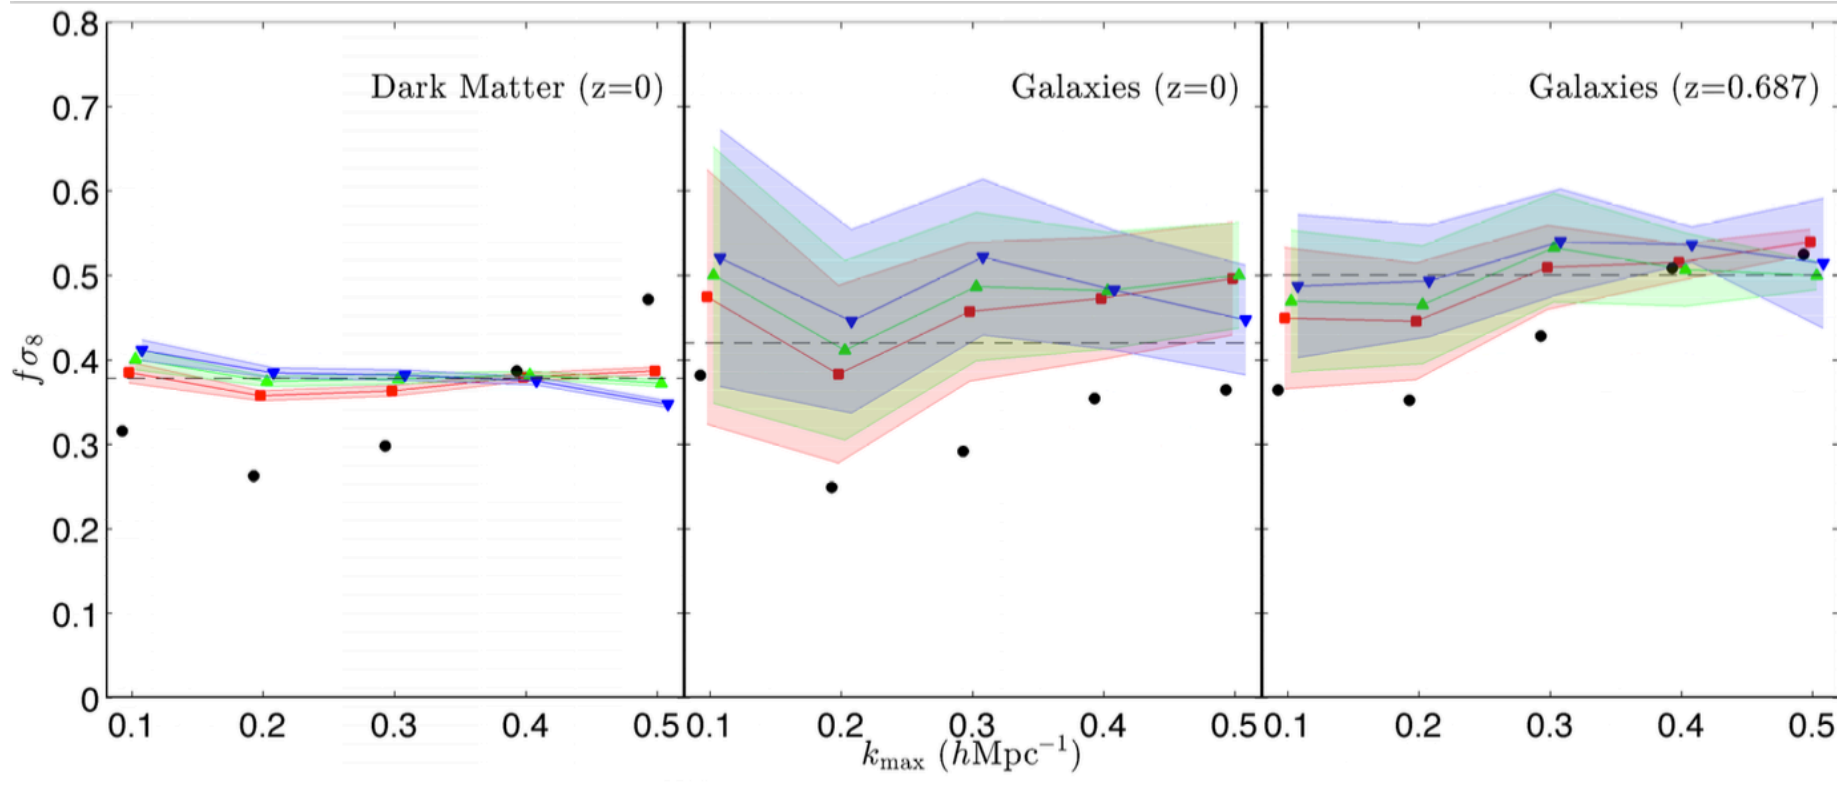 0.8
0.7
0.6
0.5
0.4
0.3
0.2
0.1
0
fσ₈
Dark Matter (z=0)
Galaxies (z=0)
Galaxies (z=0.687)
0.1 0.2 0.3 0.4 0.5 0.1 0.2 0.3 0.4 0.5 0.1 0.2 0.3 0.4 0.5
k_max (hMpc⁻¹)